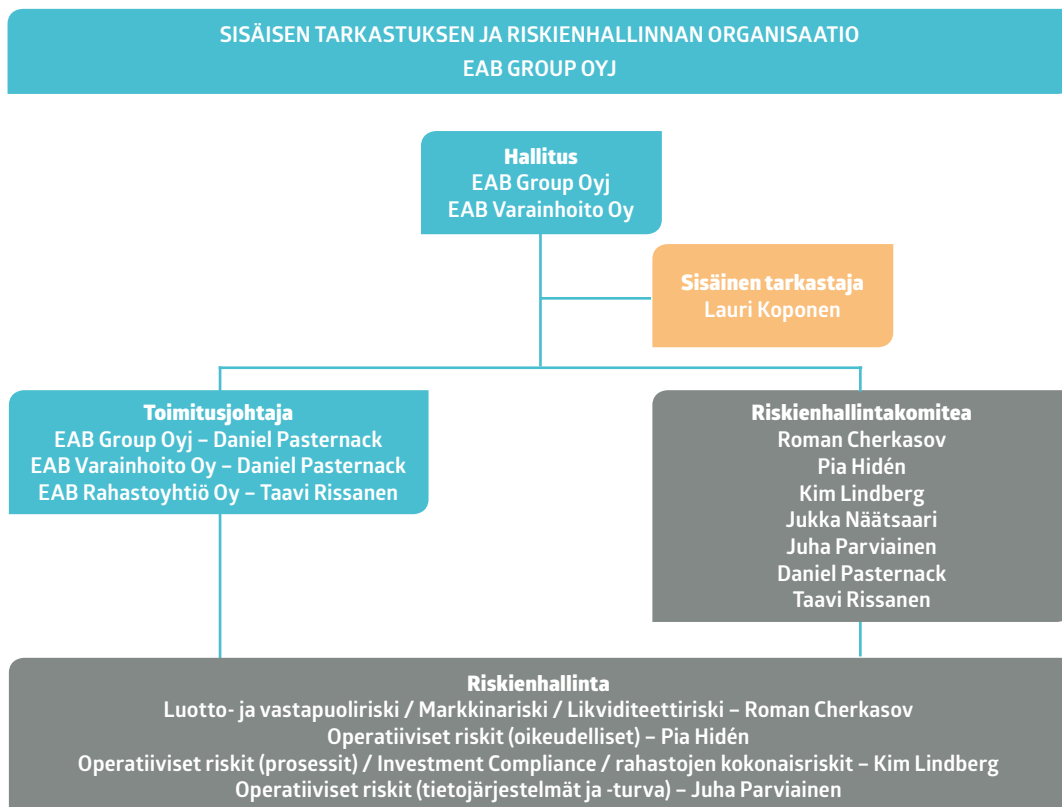 SISÄISEN TARKASTUKSEN JA RISKIENHALLINNAN ORGANISAATIO
EAB GROUP OYJ
Hallitus
EAB Group Oyj
EAB Varainhoito Oy
Sisäinen tarkastaja
Lauri Koponen
Toimitusjohtaja
EAB Group Oyj – Daniel Pasternack
EAB Varainhoito Oy – Daniel Pasternack
EAB Rahastoyhtiö Oy – Taavi Rissanen
Riskienhallintakomitea
Roman Cherkasov
Pia Hidén
Kim Lindberg
Jukka Näätsaari
Juha Parviainen
Daniel Pasternack
Taavi Rissanen
Riskienhallinta
Luotto- ja vastapuoliriski / Markkinariski / Likviditeettiriski – Roman Cherkasov
Operatiiviset riskit (oikeudelliset) – Pia Hidén
Operatiiviset riskit (prosessit) / Investment Compliance / rahastojen kokonaisriskit – Kim Lindberg
Operatiiviset riskit (tietojärjestelmät ja -turva) – Juha Parviainen